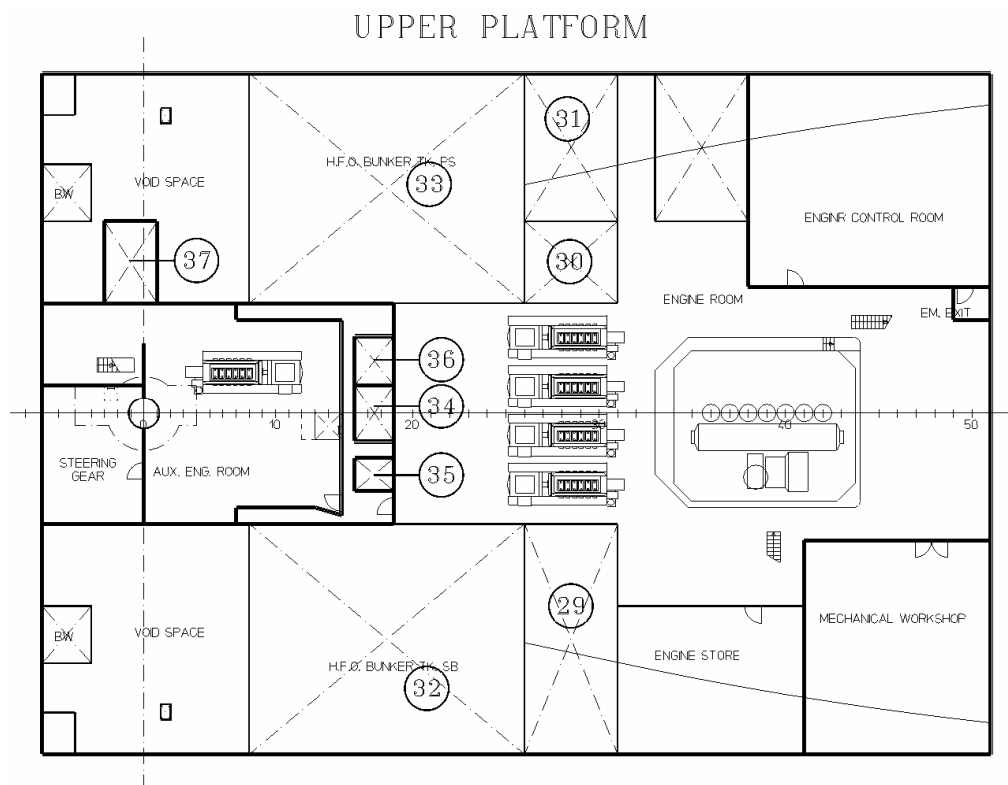 UPPER PLATFORM
31
H.F.O. BUNKER TK, PS
33
VOID SPACE
BW
ENGINR CONTROL ROOM
37
30
ENGINE ROOM
EM. EXIT
36
34
0
10
20
30
40
50
STEERING
GEAR
AUX. ENG. ROOM
35
29
BW
VOID SPACE
MECHANICAL WORKSHOP
ENGINE STORE
H.F.O. BUNKER TK, SB
32